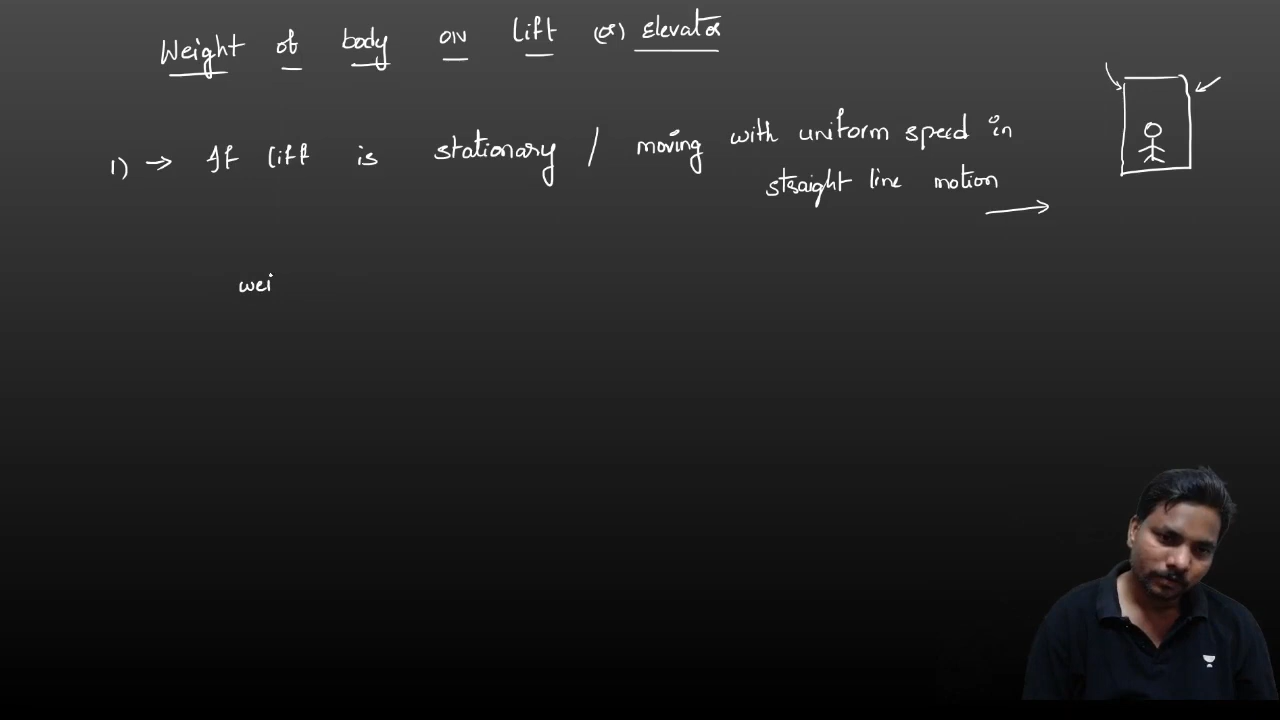 Weight of body on lift (or) Elevator
1) → If lift is stationary / moving with uniform speed in
straight line motion
wei